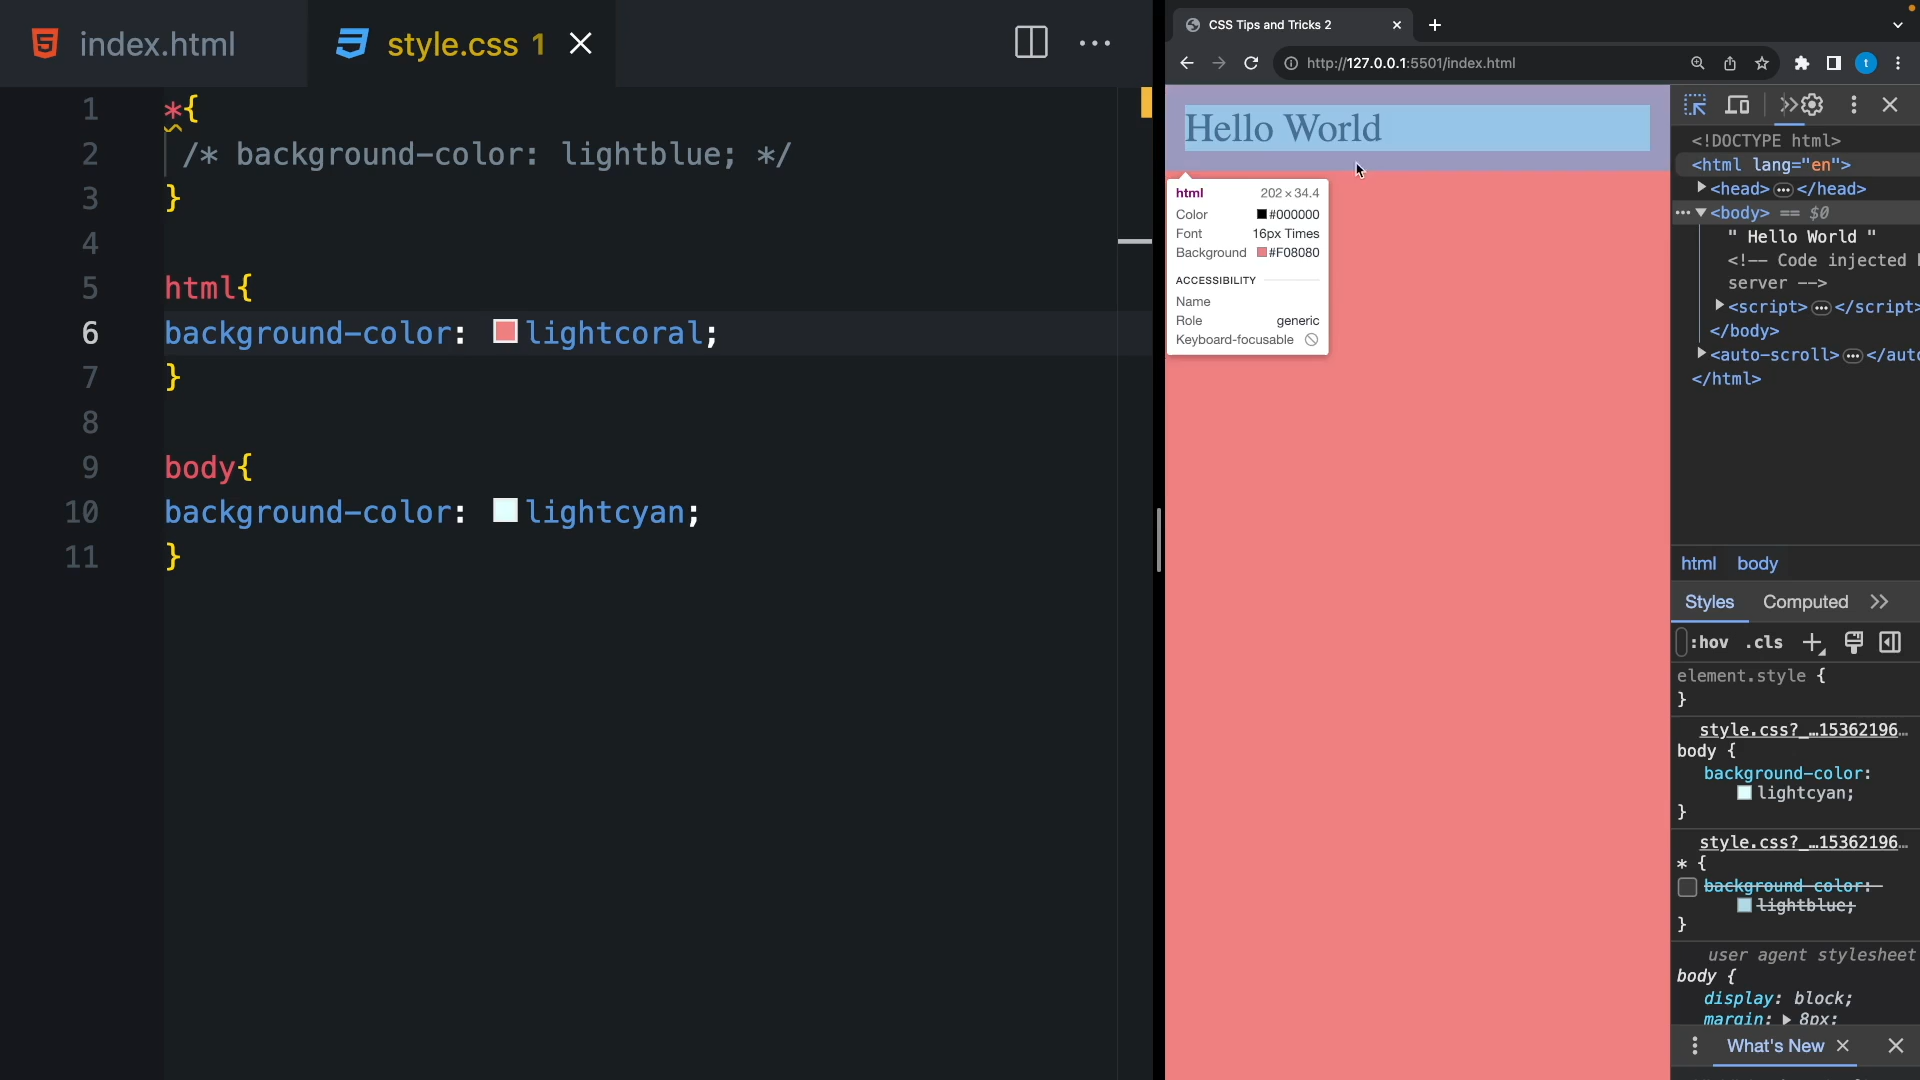 index.html
style.css 1
1 *{
2 /* background-color: lightblue; */
3 }
4
5 html{
6 background-color: lightcoral;
7 }
8
9 body{
10 background-color: lightcyan;
11 }
CSS Tips and Tricks 2
http://127.0.0.1:5501/index.html
t
Hello World
html 202 × 34.4
Color #000000
Font 16px Times
Background #F08080
ACCESSIBILITY
Name
Role generic
Keyboard-focusable
<!DOCTYPE html>
<html lang="en">
<head> </head>
<body> == $0
" Hello World "
<!-- Code injected
server -->
<script> </script>
</body>
<auto-scroll> </aut
</html>
html body
Styles Computed
:hov .cls
element.style {
}
style.css?_…15362196…
body {
background-color:
lightcyan;
}
style.css?_…15362196…
* {
background-color:
lightblue;
}
user agent stylesheet
body {
display: block;
margin: 8px;
What's New